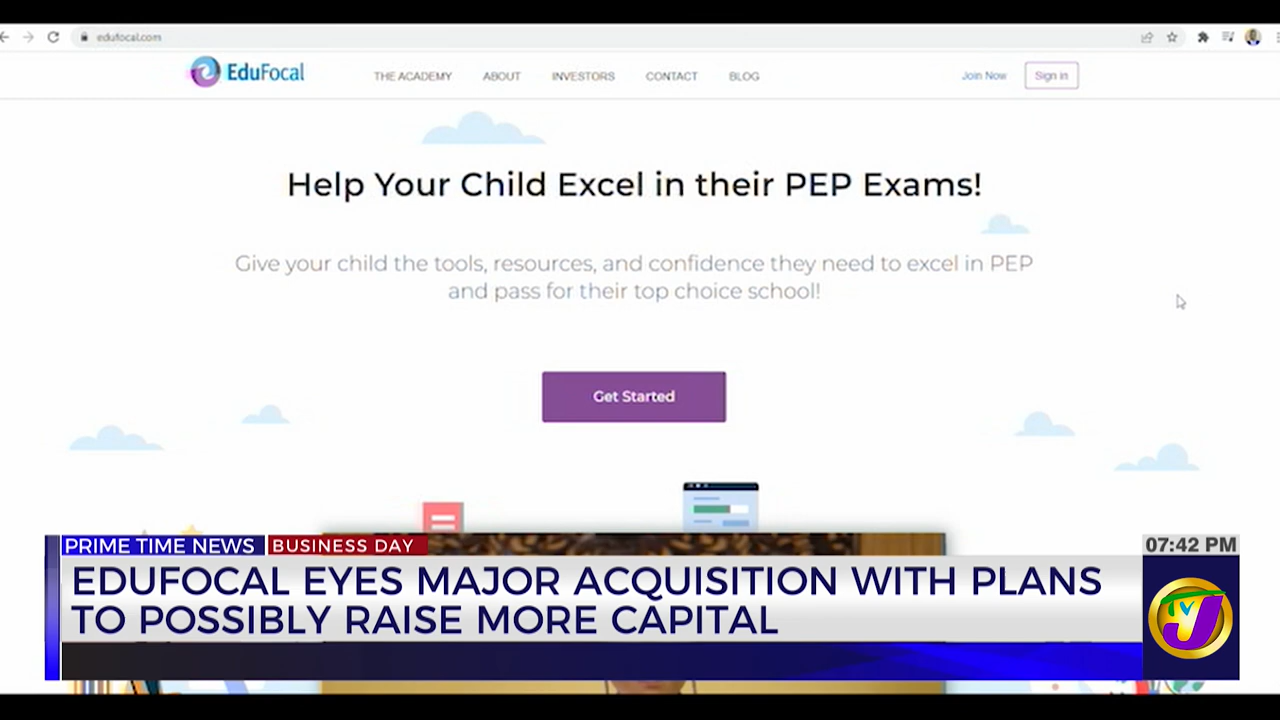 edufocal.com
EduFocal
THE ACADEMY ABOUT INVESTORS CONTACT BLOG
Join Now Sign in
Help Your Child Excel in their PEP Exams!
Give your child the tools, resources, and confidence they need to excel in PEP
and pass for their top choice school!
Get Started
PRIME TIME NEWS BUSINESS DAY
07:42 PM
EDUFOCAL EYES MAJOR ACQUISITION WITH PLANS
TO POSSIBLY RAISE MORE CAPITAL
TVJ